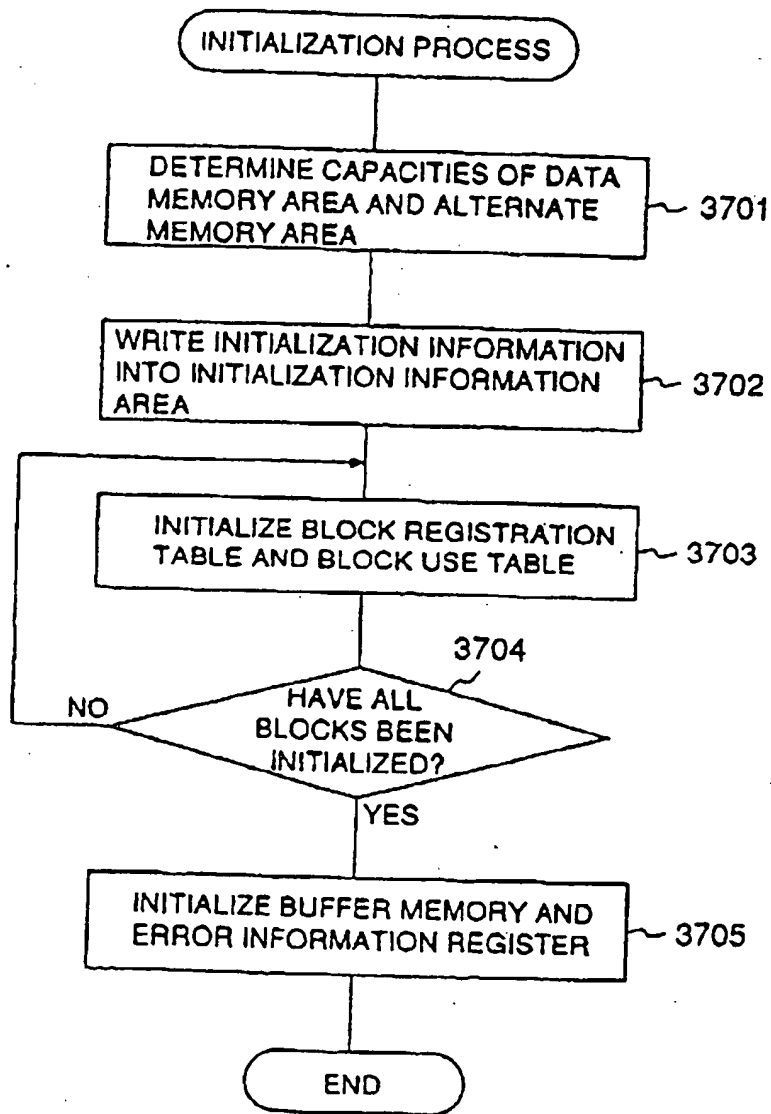 INITIALIZATION PROCESS
DETERMINE CAPACITIES OF DATA
MEMORY AREA AND ALTERNATE
MEMORY AREA
3701
WRITE INITIALIZATION INFORMATION
INTO INITIALIZATION INFORMATION
AREA
3702
INITIALIZE BLOCK REGISTRATION
TABLE AND BLOCK USE TABLE
3703
3704
HAVE ALL
BLOCKS BEEN
INITIALIZED?
NO
YES
INITIALIZE BUFFER MEMORY AND
ERROR INFORMATION REGISTER
3705
END